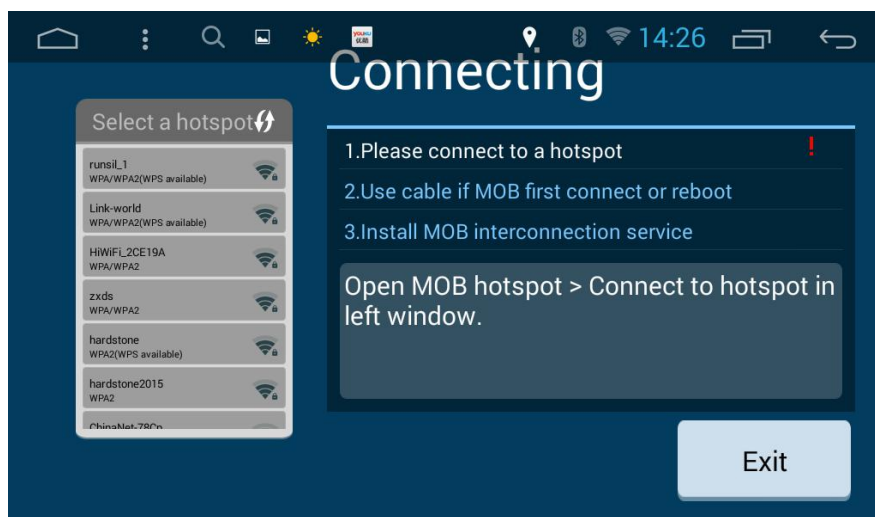 14:26
Connecting
Select a hotspot
runsil_1
WPA/WPA2(WPS available)
Link-world
WPA/WPA2(WPS available)
HiWiFi_2CE19A
WPA/WPA2
zxds
WPA/WPA2
hardstone
WPA2(WPS available)
hardstone2015
WPA2
ChinaNet-78Cn
1.Please connect to a hotspot
!
2.Use cable if MOB first connect or reboot
3.Install MOB interconnection service
Open MOB hotspot > Connect to hotspot in
left window.
Exit